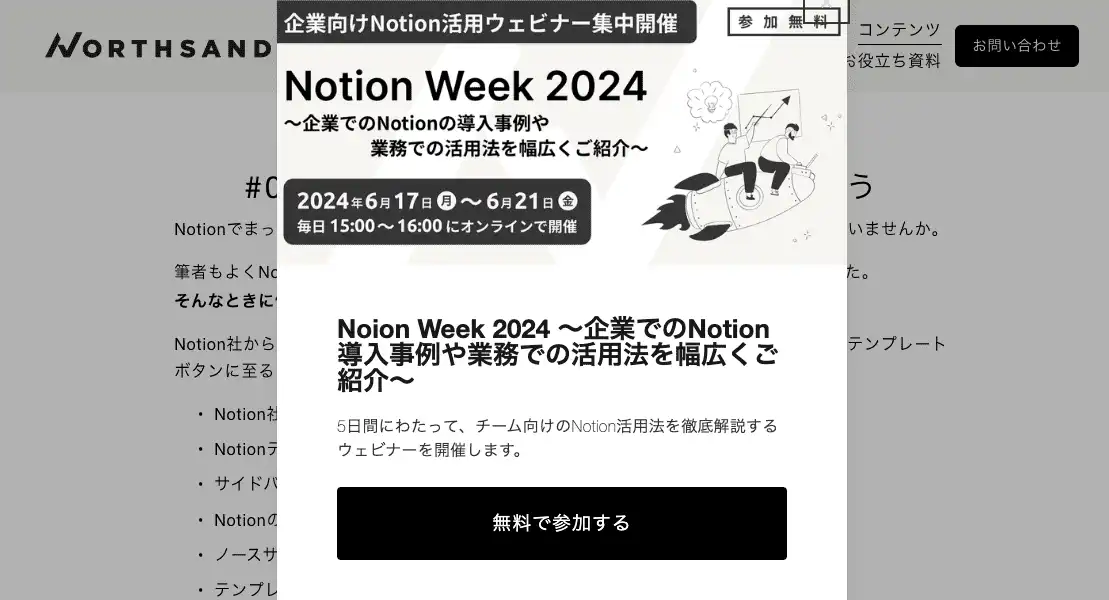 企業向けNotion活用ウェビナー集中開催
参加無料
コンテンツ
NORTHSAND
お問い合わせ
お役立ち資料
Notion Week 2024
〜企業でのNotionの導入事例や
業務での活用法を幅広くご紹介〜
2024年6月17日月〜6月21日金
毎日 15:00〜16:00 にオンラインで開催
う
Notionでまっ
いませんか。
筆者もよくNo
た。
そんなときに
Noion Week 2024 〜企業でのNotion
導入事例や業務での活用法を幅広くご
紹介〜
Notion社から
テンプレート
ボタンに至る
・ Notion社
5日間にわたって、チーム向けのNotion活用法を徹底解説する
ウェビナーを開催します。
・ Notionテ
・ サイドバ
・ Notionの
無料で参加する
・ ノースサ
・ テンプレ